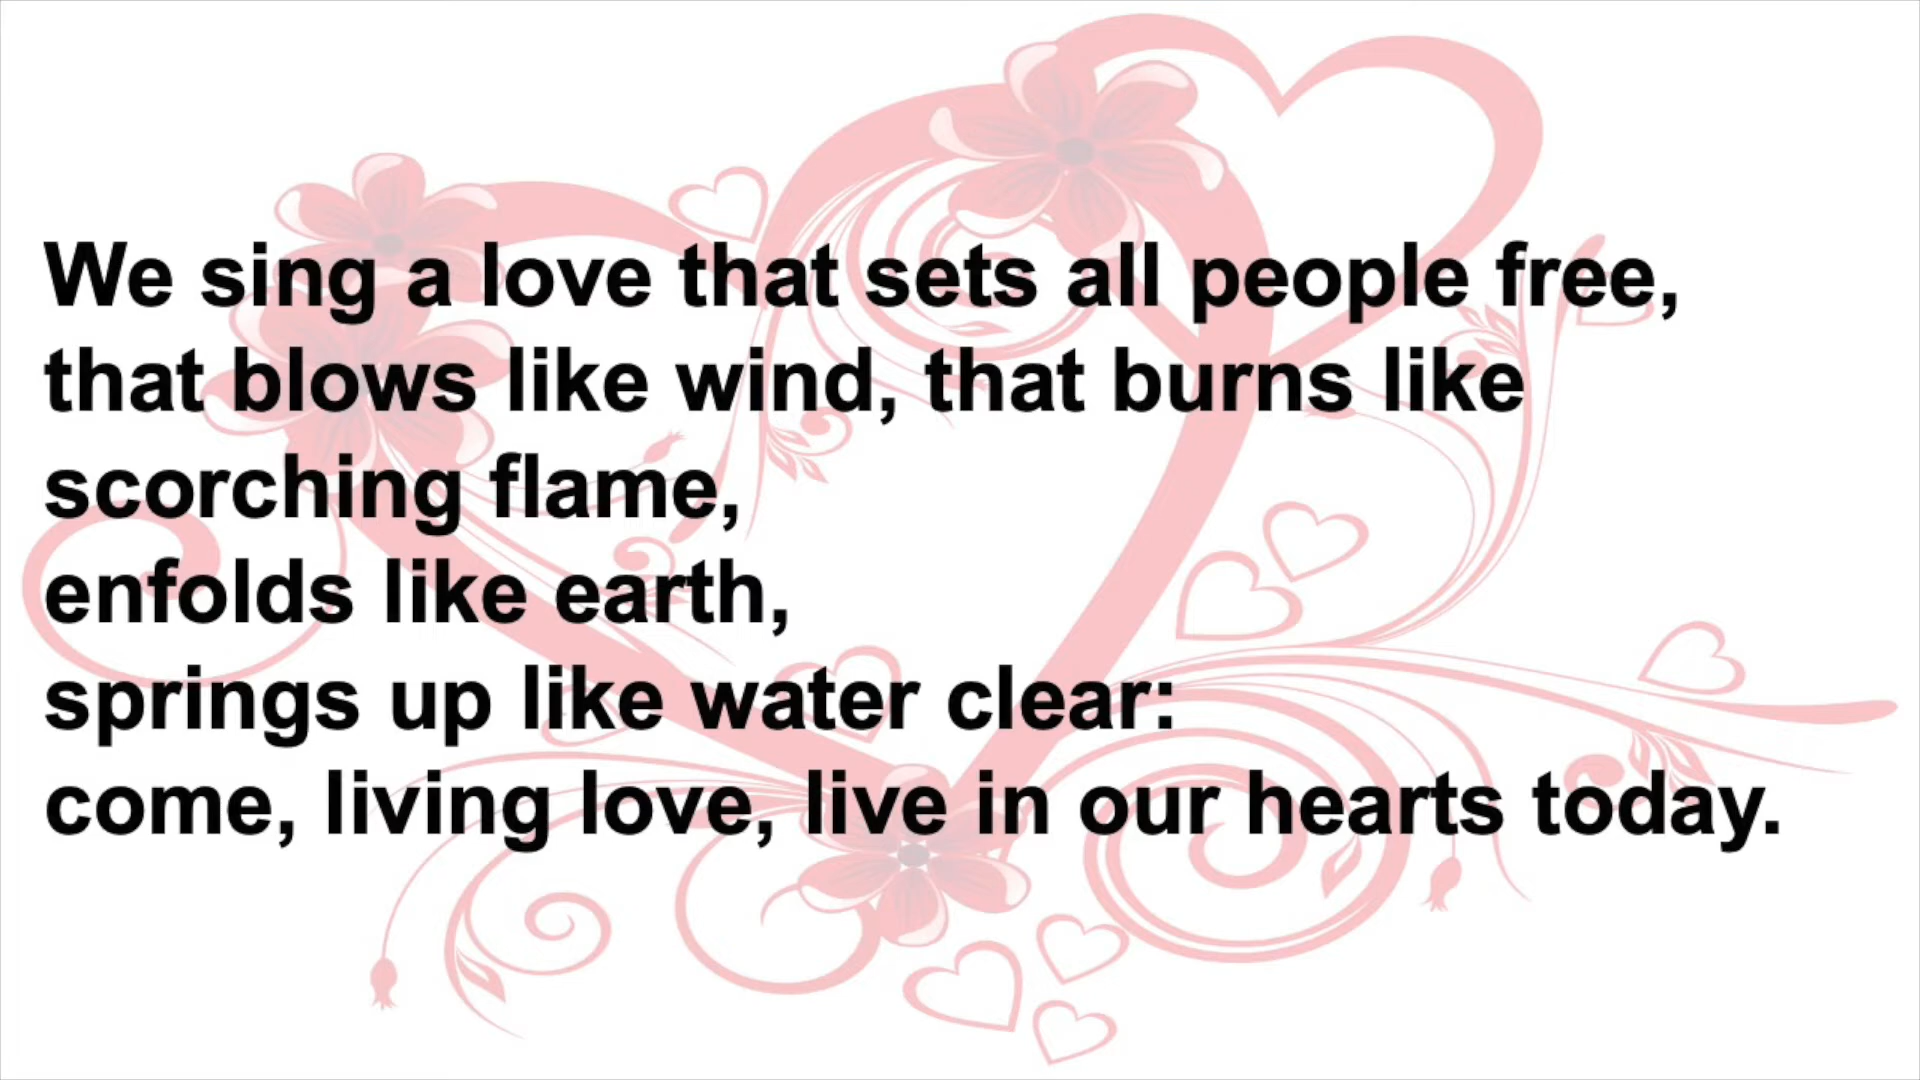 We sing a love that sets all people free,
that blows like wind, that burns like
scorching flame,
enfolds like earth,
springs up like water clear:
come, living love, live in our hearts today.